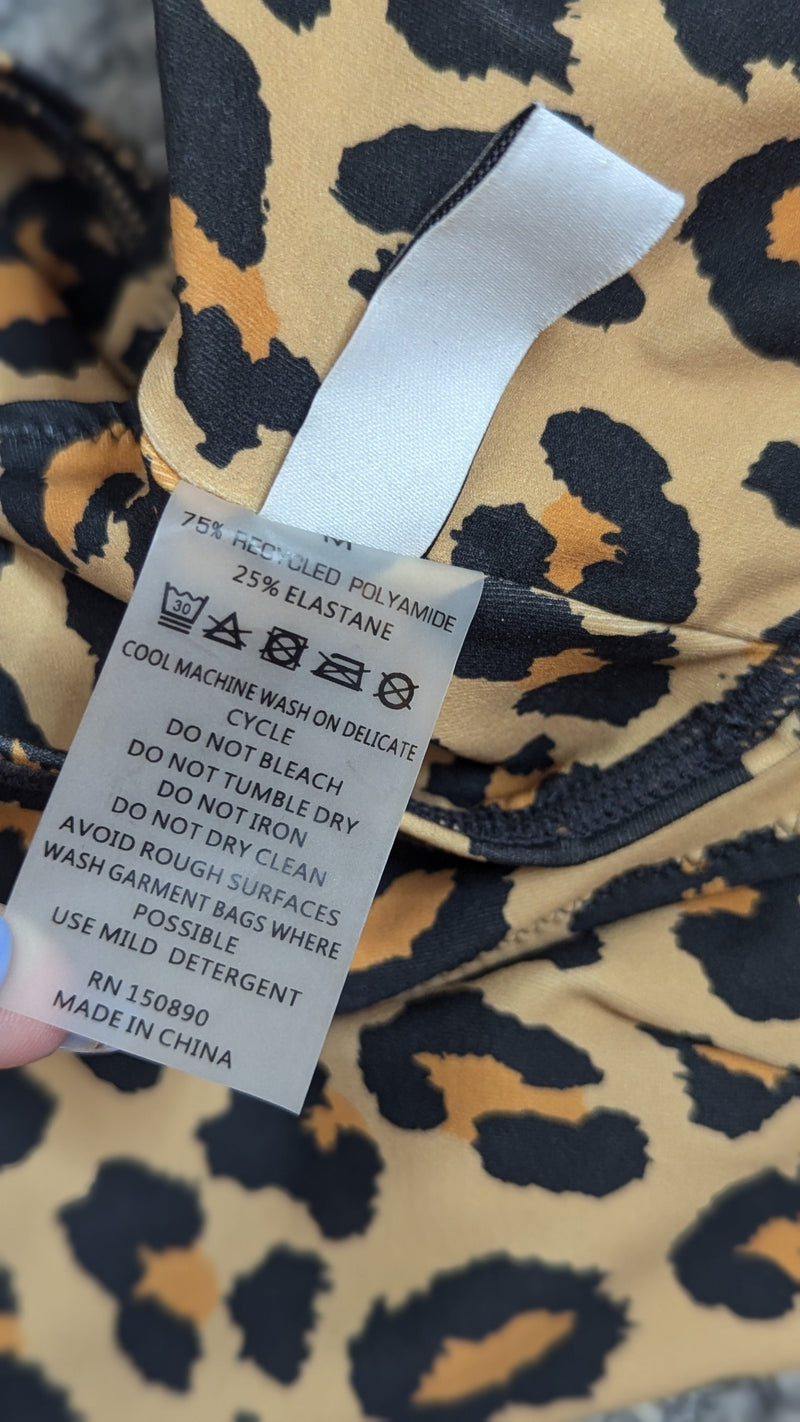 M
75% RECYCLED POLYAMIDE
25% ELASTANE
30
COOL MACHINE WASH ON DELICATE
CYCLE
DO NOT BLEACH
DO NOT TUMBLE DRY
DO NOT IRON
DO NOT DRY CLEAN
AVOID ROUGH SURFACES
WASH GARMENT BAGS WHERE
POSSIBLE
USE MILD DETERGENT
RN 150890
MADE IN CHINA